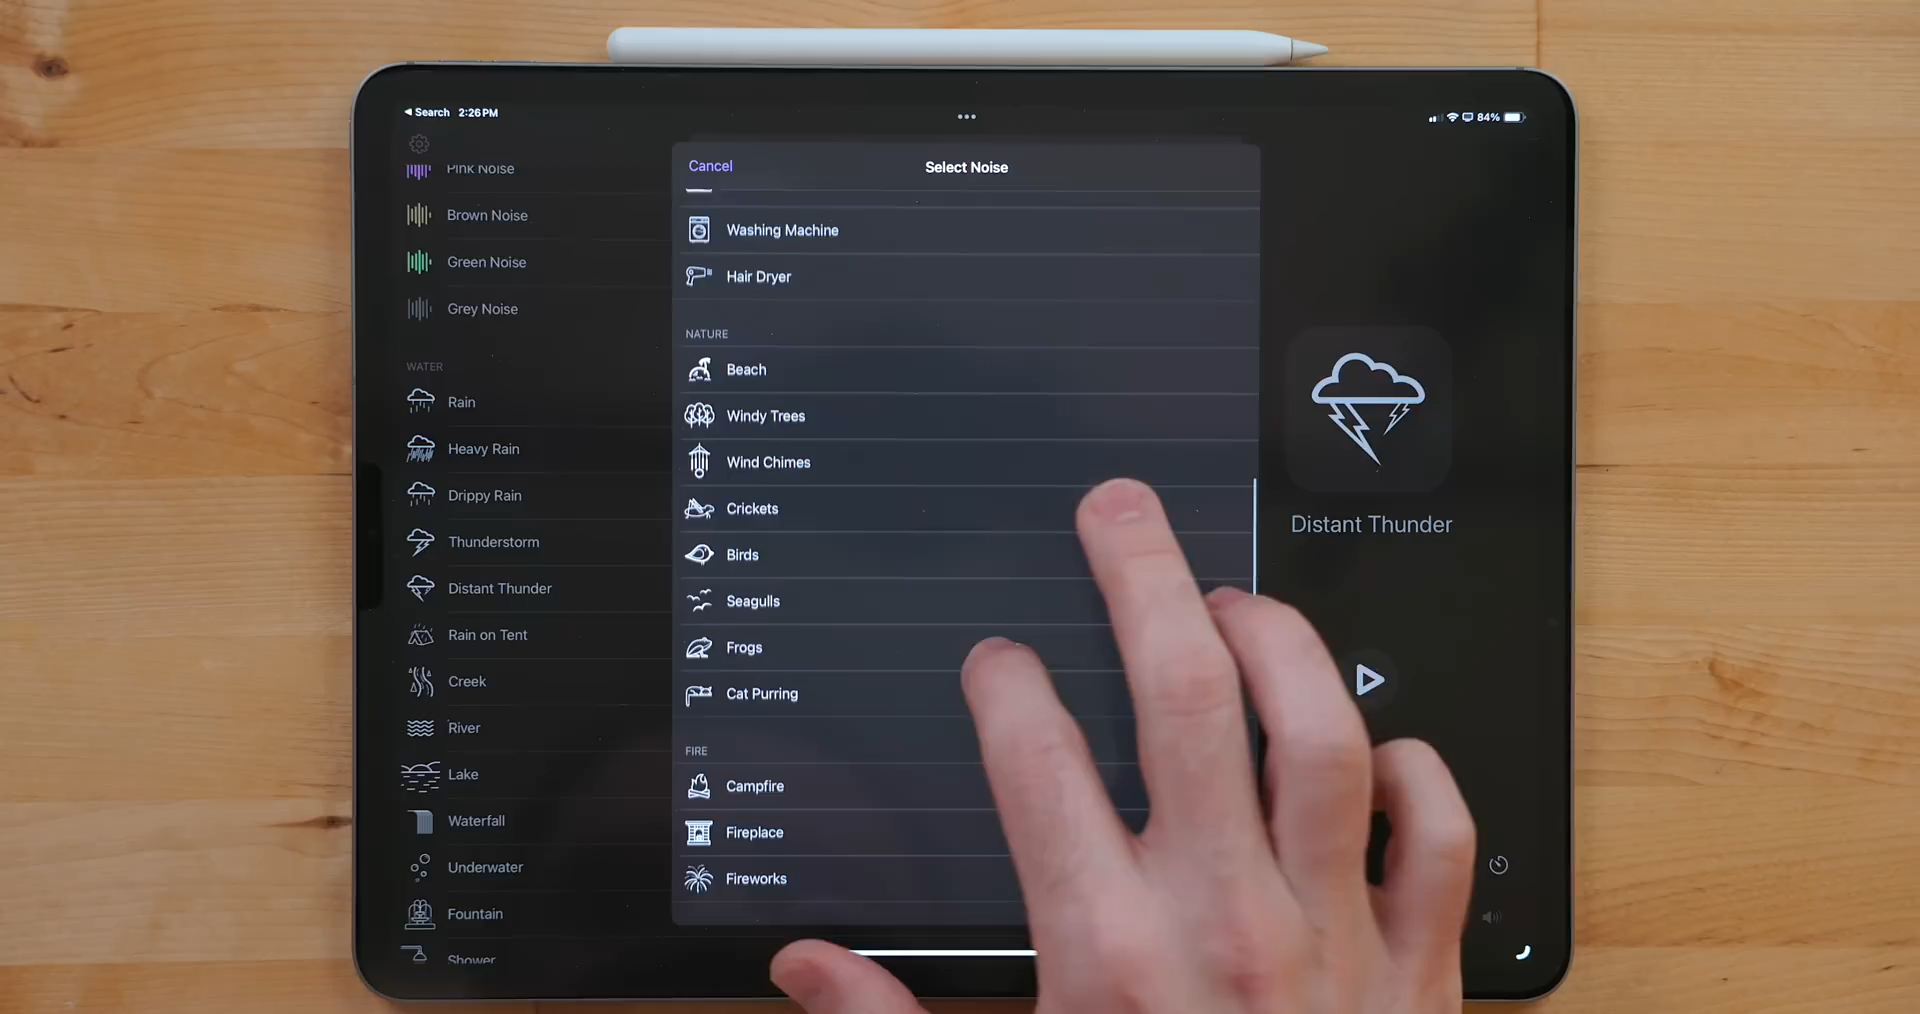 ◀ Search 2:26 PM
84%
Pink Noise
Brown Noise
Green Noise
Grey Noise
WATER
Rain
Heavy Rain
Drippy Rain
Thunderstorm
Distant Thunder
Rain on Tent
Creek
River
Lake
Waterfall
Underwater
Fountain
Shower
Cancel
Select Noise
Washing Machine
Hair Dryer
NATURE
Beach
Windy Trees
Wind Chimes
Crickets
Birds
Seagulls
Frogs
Cat Purring
FIRE
Campfire
Fireplace
Fireworks
Distant Thunder